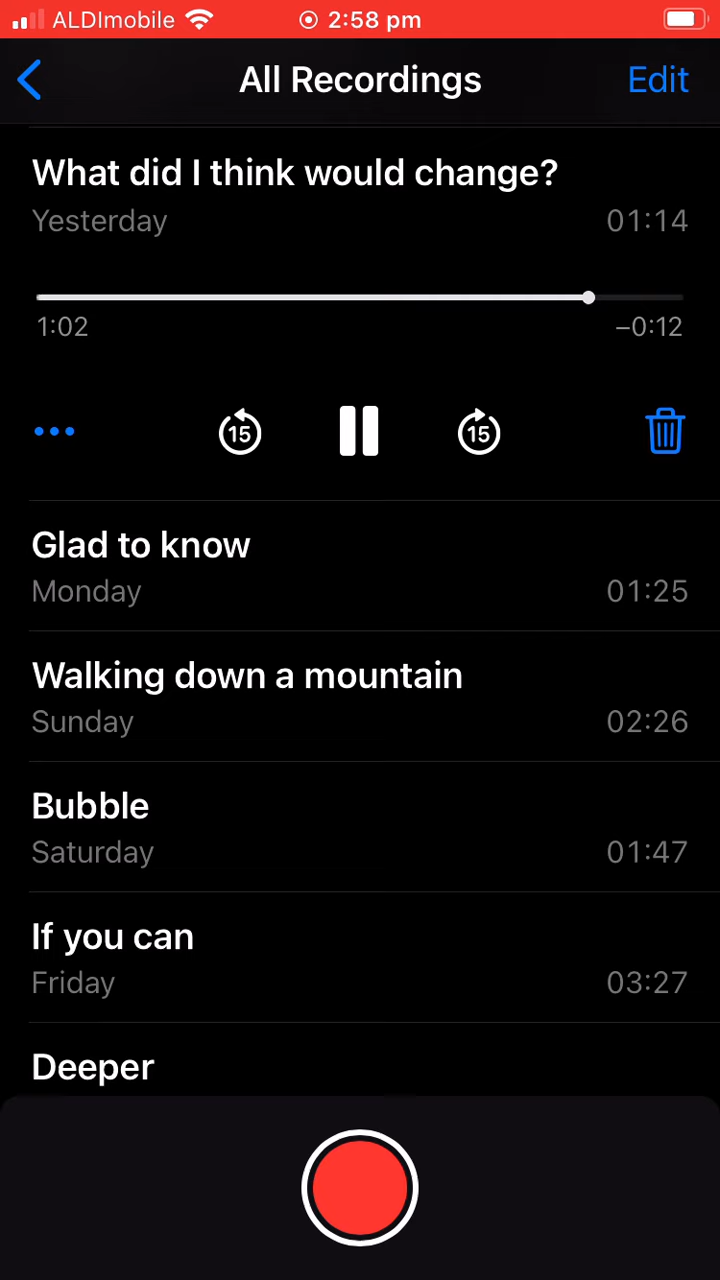 ALDImobile 2:58 pm
All Recordings Edit
What did I think would change?
Yesterday 01:14
1:02 −0:12
15 15
Glad to know
Monday 01:25
Walking down a mountain
Sunday 02:26
Bubble
Saturday 01:47
If you can
Friday 03:27
Deeper